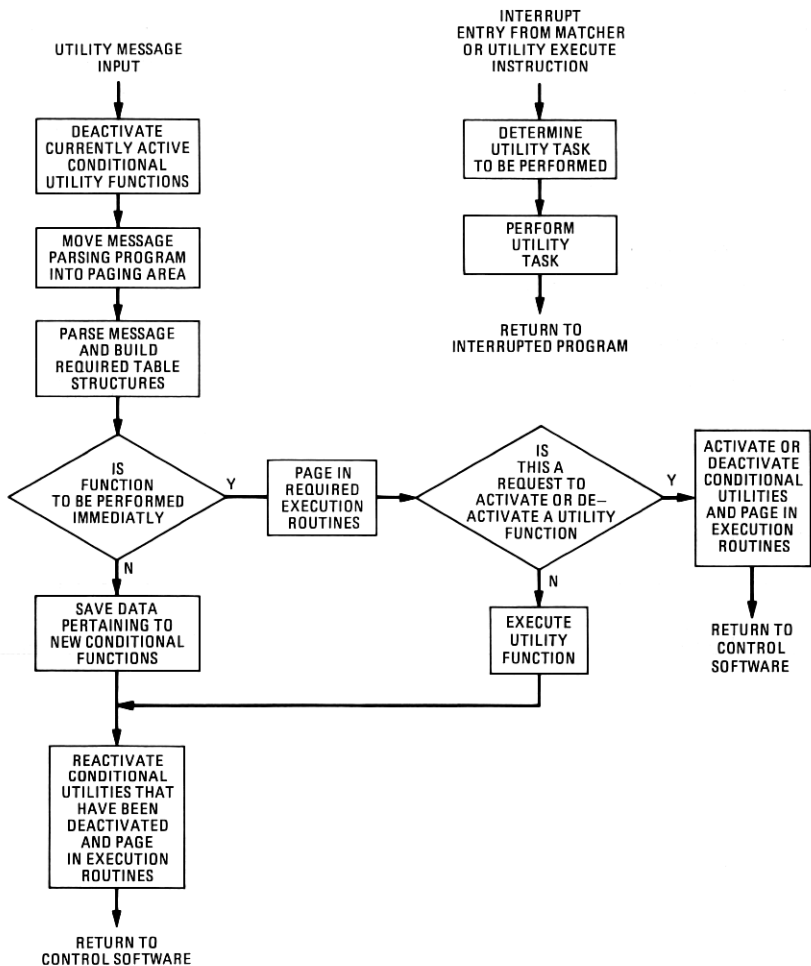 UTILITY MESSAGE
INPUT
DEACTIVATE
CURRENTLY ACTIVE
CONDITIONAL
UTILITY FUNCTIONS
MOVE MESSAGE
PARSING PROGRAM
INTO PAGING AREA
PARSE MESSAGE
AND BUILD
REQUIRED TABLE
STRUCTURES
IS
FUNCTION
TO BE PERFORMED
IMMEDIATLY
Y
N
PAGE IN
REQUIRED
EXECUTION
ROUTINES
IS
THIS A
REQUEST TO
ACTIVATE OR DE-
ACTIVATE A UTILITY
FUNCTION
Y
N
ACTIVATE OR
DEACTIVATE
CONDITIONAL
UTILITIES
AND PAGE IN
EXECUTION
ROUTINES
RETURN TO
CONTROL
SOFTWARE
EXECUTE
UTILITY
FUNCTION
SAVE DATA
PERTAINING TO
NEW CONDITIONAL
FUNCTIONS
REACTIVATE
CONDITIONAL
UTILITIES THAT
HAVE BEEN
DEACTIVATED
AND PAGE
IN EXECUTION
ROUTINES
RETURN TO
CONTROL SOFTWARE
INTERRUPT
ENTRY FROM MATCHER
OR UTILITY EXECUTE
INSTRUCTION
DETERMINE
UTILITY TASK
TO BE PERFORMED
PERFORM
UTILITY
TASK
RETURN TO
INTERRUPTED PROGRAM